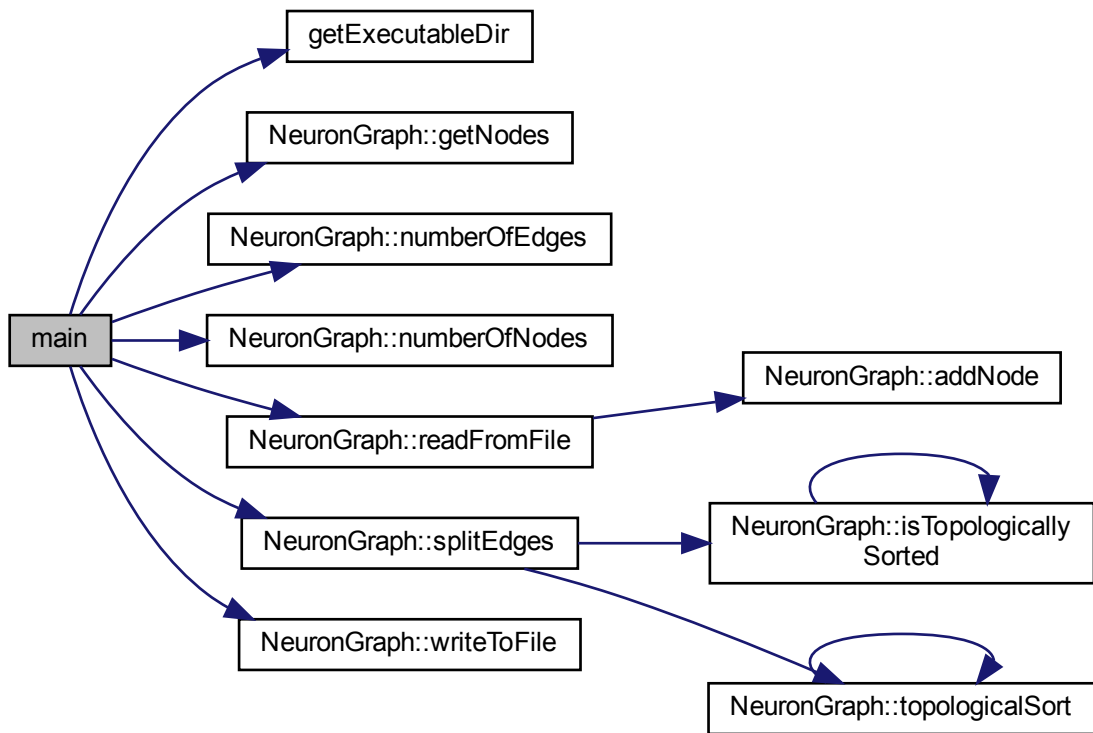 getExecutableDir
NeuronGraph::getNodes
NeuronGraph::numberOfEdges
main
NeuronGraph::numberOfNodes
NeuronGraph::addNode
NeuronGraph::readFromFile
NeuronGraph::isTopologically
Sorted
NeuronGraph::splitEdges
NeuronGraph::writeToFile
NeuronGraph::topologicalSort